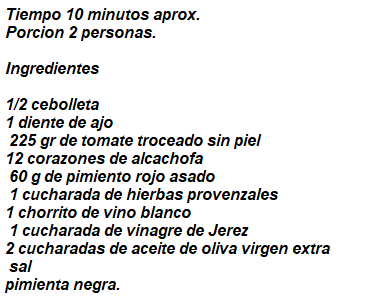 Tiempo 10 minutos aprox.
Porcion 2 personas.
Ingredientes
1/2 cebolleta
1 diente de ajo
225 gr de tomate troceado sin piel
12 corazones de alcachofa
60 g de pimiento rojo asado
1 cucharada de hierbas provenzales
1 chorrito de vino blanco
1 cucharada de vinagre de Jerez
2 cucharadas de aceite de oliva virgen extra
sal
pimienta negra.